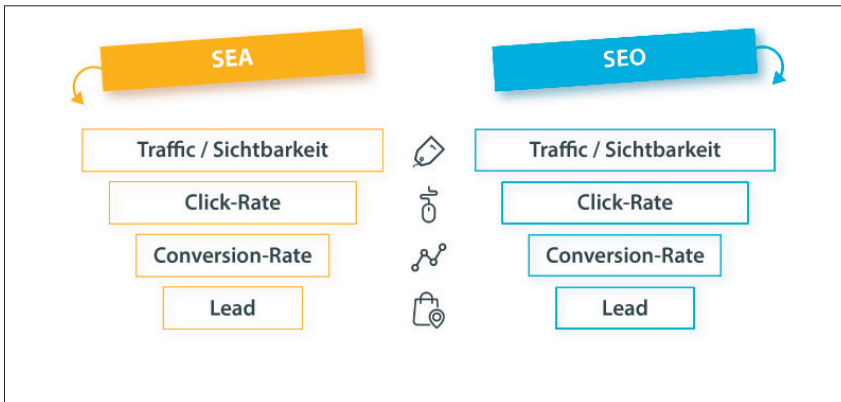 SEA
SEO
Traffic / Sichtbarkeit
Traffic / Sichtbarkeit
Click-Rate
Click-Rate
Conversion-Rate
Conversion-Rate
Lead
Lead